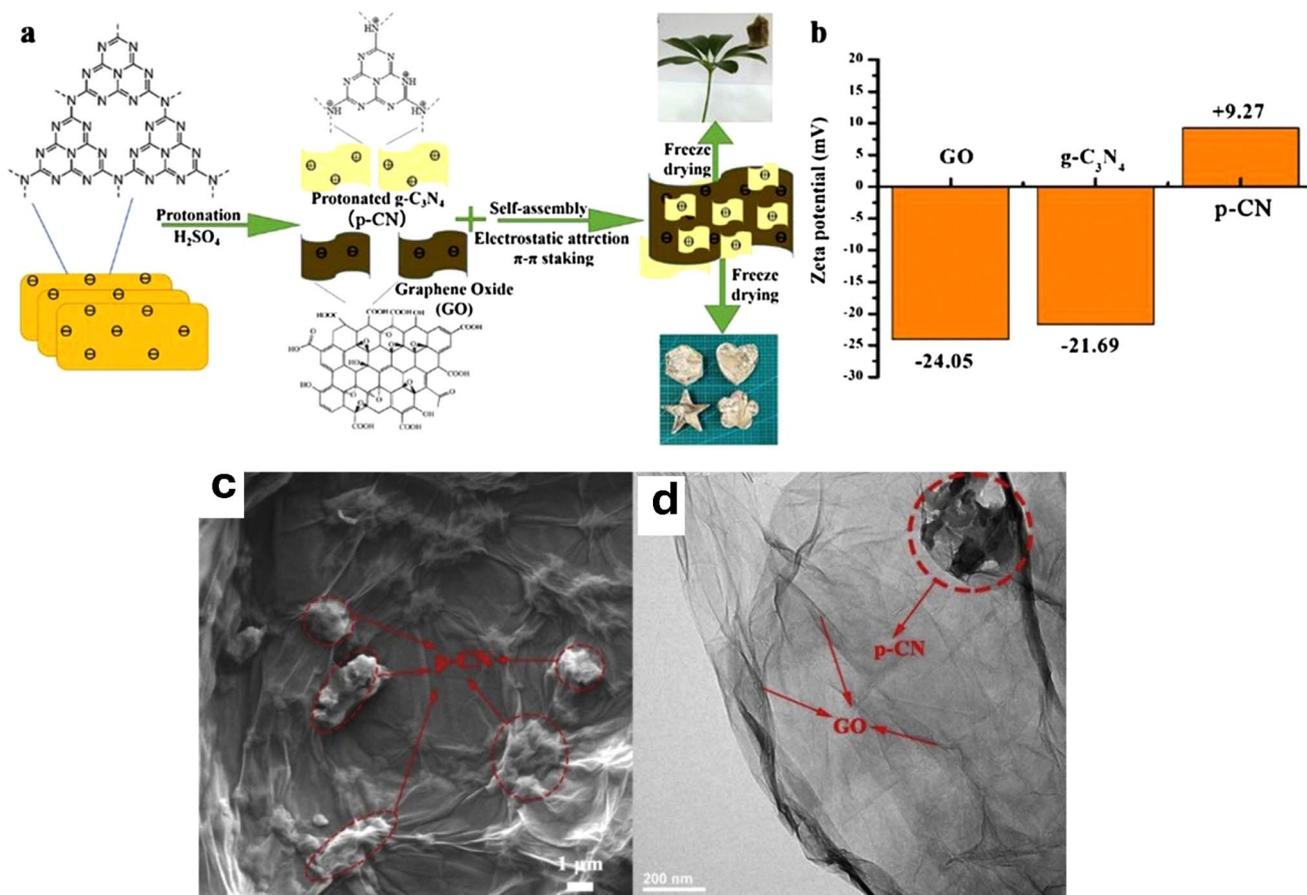 a
Protonation
H₂SO₄
Protonated g-C₃N₄
(p-CN)
Self-assembly
Electrostatic attrction
π-π staking
Graphene Oxide
(GO)
Freeze
drying
Freeze
drying
b
Zeta potential (mV)
20
15
10
5
0
-5
-10
-15
-20
-25
-30
GO
-24.05
g-C₃N₄
-21.69
+9.27
p-CN
c
p-CN
1 μm
d
p-CN
GO
200 nm